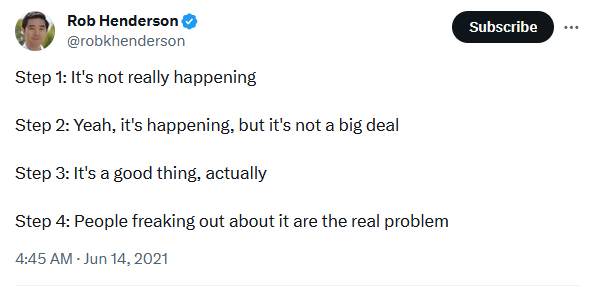 Rob Henderson
@robkhenderson
Subscribe
Step 1: It's not really happening
Step 2: Yeah, it's happening, but it's not a big deal
Step 3: It's a good thing, actually
Step 4: People freaking out about it are the real problem
4:45 AM · Jun 14, 2021